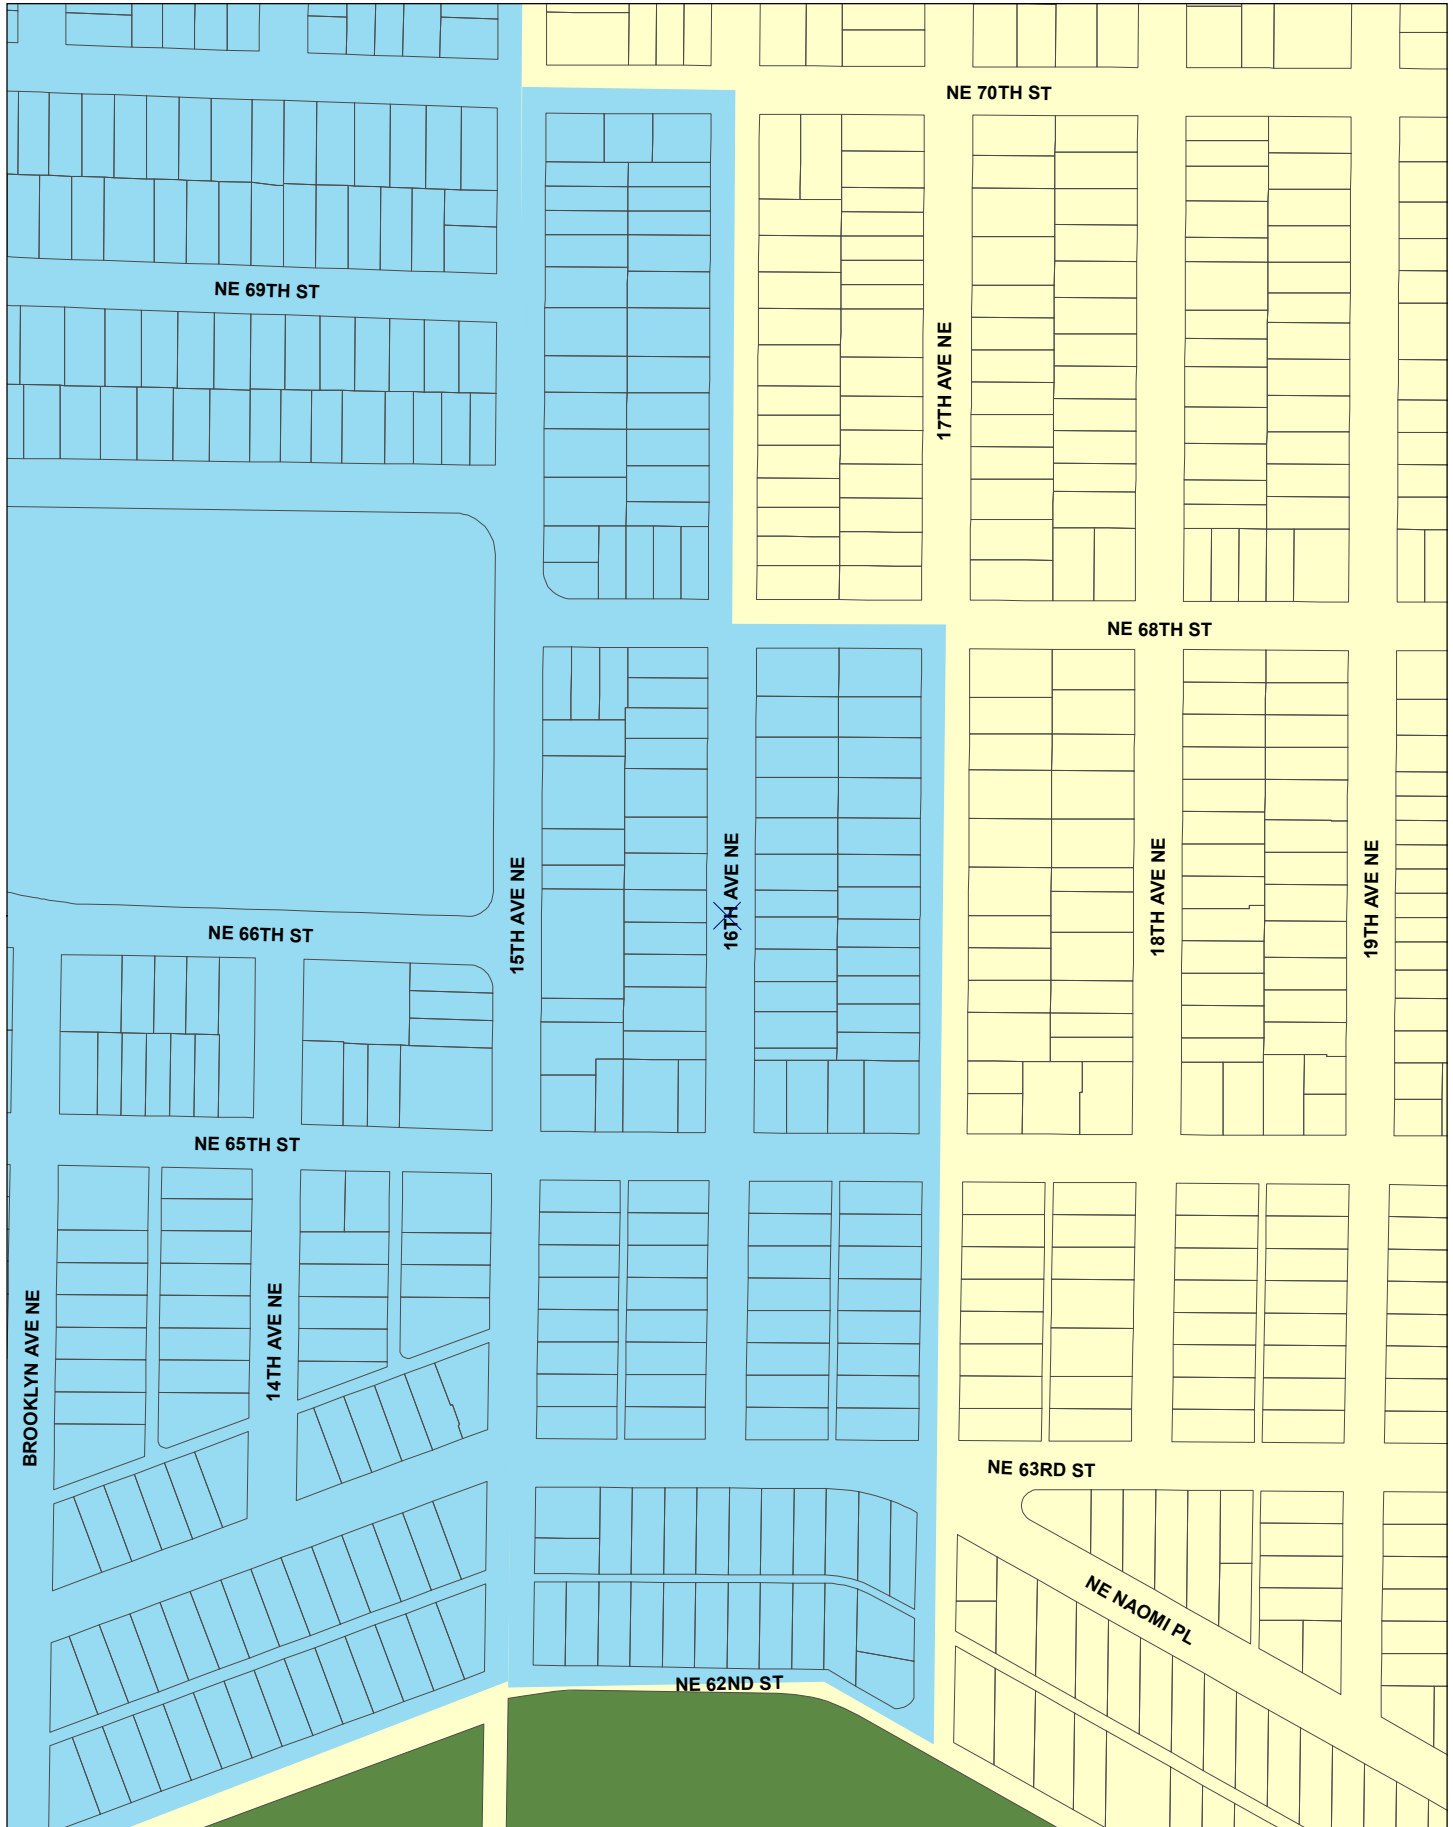 NE 70TH ST
NE 69TH ST
17TH AVE NE
NE 68TH ST
15TH AVE NE
16TH AVE NE
18TH AVE NE
19TH AVE NE
NE 66TH ST
NE 65TH ST
BROOKLYN AVE NE
14TH AVE NE
NE 63RD ST
NE NAOMI PL
NE 62ND ST